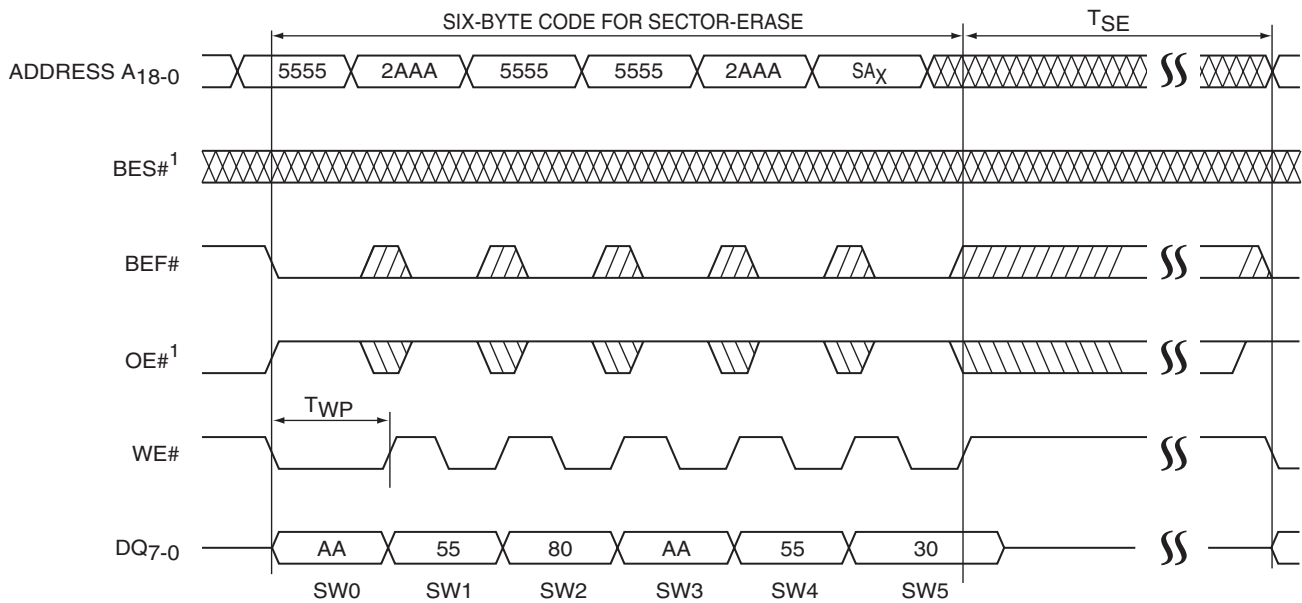 SIX-BYTE CODE FOR SECTOR-ERASE
TSE
ADDRESS A18-0
5555 2AAA 5555 5555 2AAA SAX
BES#1
BEF#
OE#1
TWP
WE#
DQ7-0
AA 55 80 AA 55 30
SW0 SW1 SW2 SW3 SW4 SW5